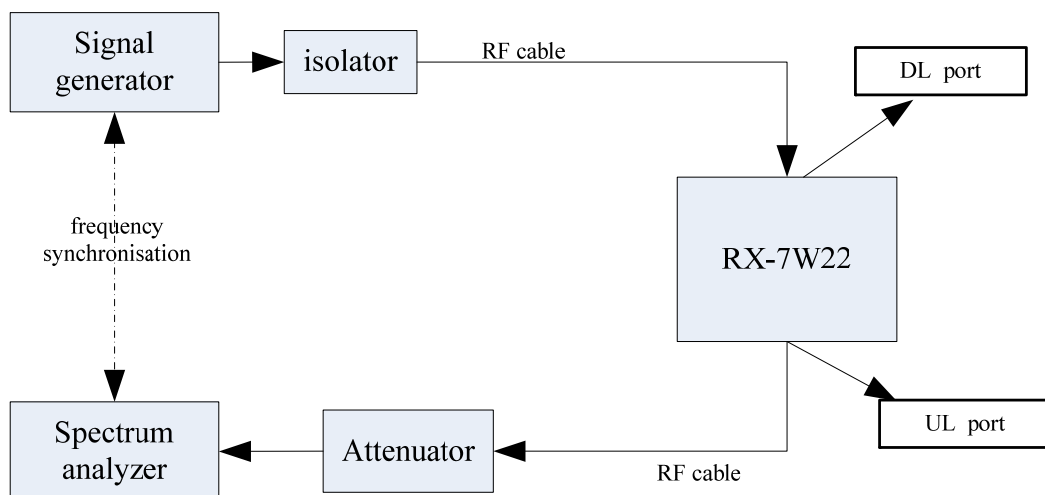 Signal
generator
isolator
RF cable
DL port
frequency
synchronisation
RX-7W22
Spectrum
analyzer
Attenuator
RF cable
UL port